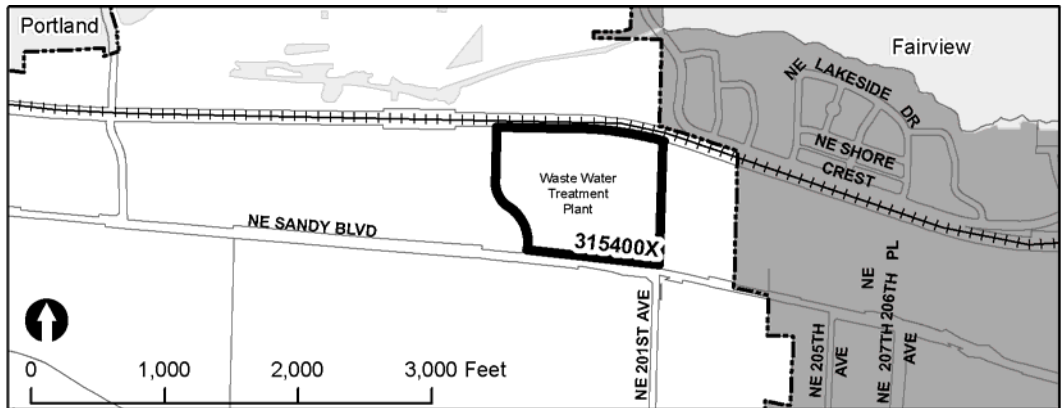 Portland
Fairview
NE LAKESIDE DR
NE SHORE
CREST
Waste Water
Treatment
Plant
315400X
NE SANDY BLVD
NE 201ST AVE
NE 205TH
AVE
NE
206TH PL
NE 207TH
AVE
0 1,000 2,000 3,000 Feet